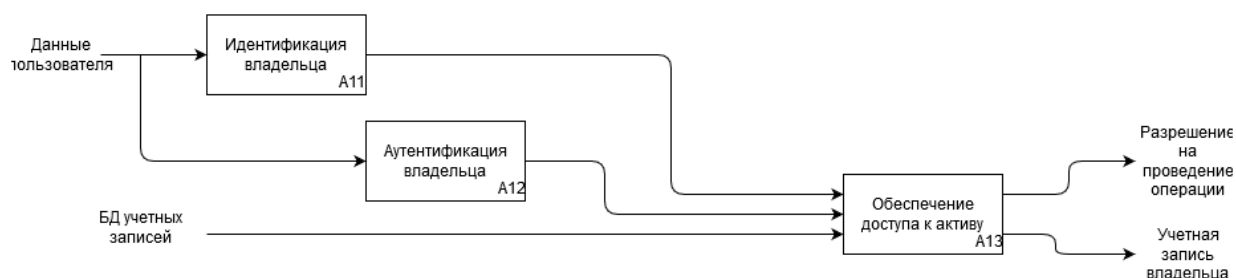 Данные
пользователя
Идентификация
владельца
A11
Аутентификация
владельца
A12
БД учетных
записей
Обеспечение
доступа к активу
A13
Разрешение
на
проведение
операции
Учетная
запись
владельца